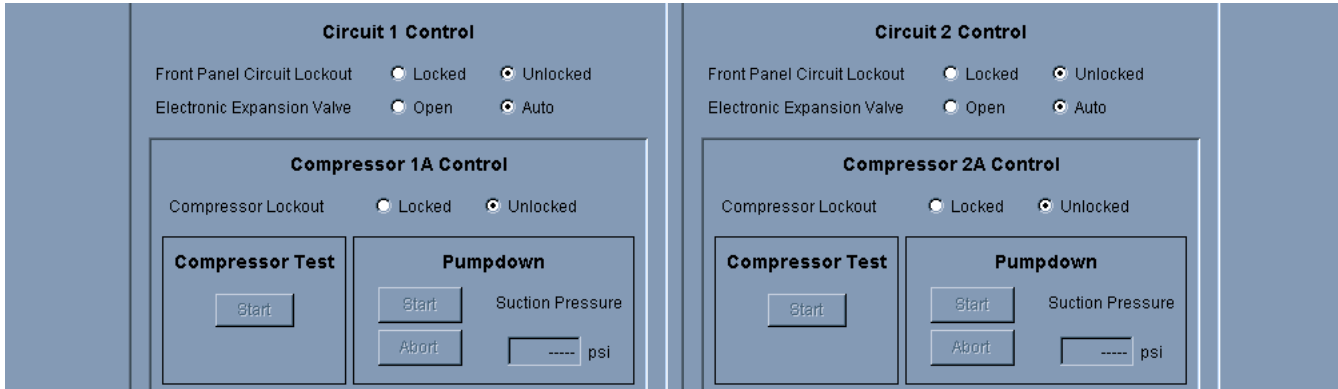 Circuit 1 Control
Front Panel Circuit Lockout Locked Unlocked
Electronic Expansion Valve Open Auto
Compressor 1A Control
Compressor Lockout Locked Unlocked
Compressor Test
Start
Pumpdown
Start Suction Pressure
Abort ----- psi
Circuit 2 Control
Front Panel Circuit Lockout Locked Unlocked
Electronic Expansion Valve Open Auto
Compressor 2A Control
Compressor Lockout Locked Unlocked
Compressor Test
Start
Pumpdown
Start Suction Pressure
Abort ----- psi